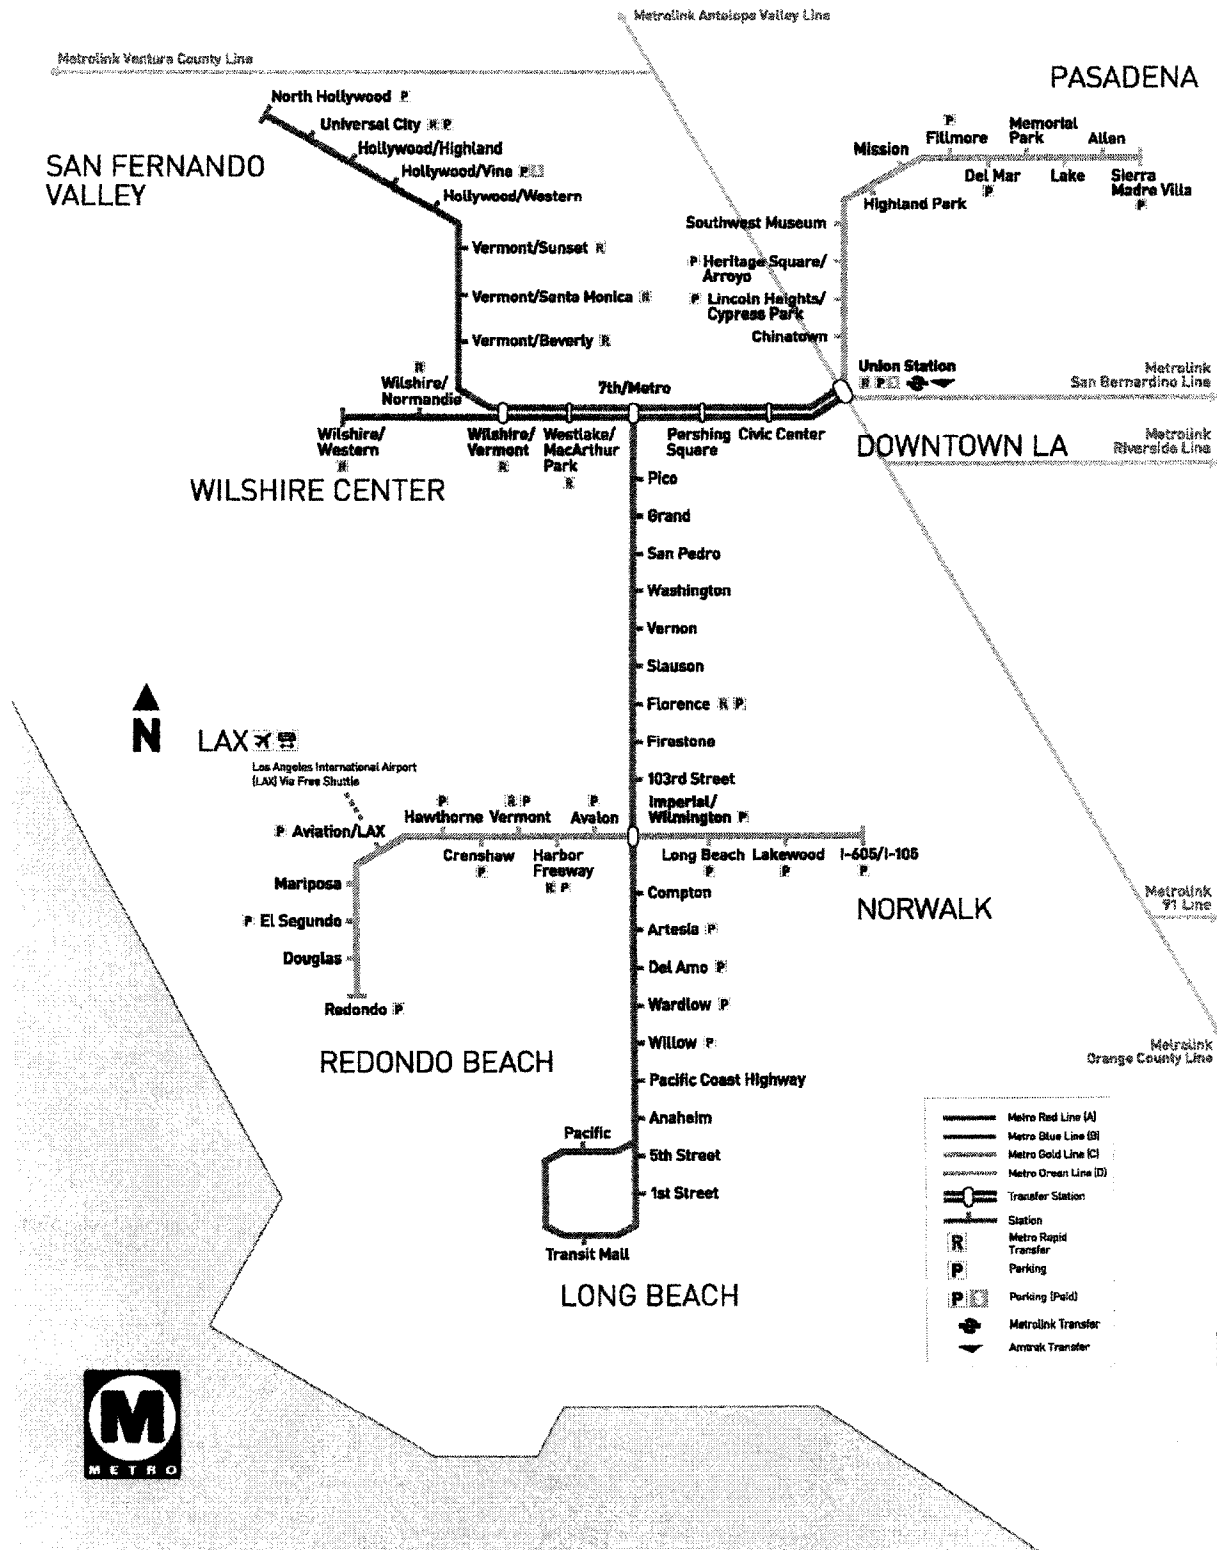 Metrolink Antelope Valley Line
Metrolink Ventura County Line
PASADENA
North Hollywood P
Universal City R P
Hollywood/Highland
Hollywood/Vine P
Hollywood/Western
SAN FERNANDO
VALLEY
P
Fillmore
Memorial
Park
Allen
Mission
Del Mar
P
Lake
Sierra
Madre Villa
P
Highland Park
Southwest Museum
P Heritage Square/
Arroyo
P Lincoln Heights/
Cypress Park
Chinatown
Vermont/Sunset R
Vermont/Santa Monica R
Vermont/Beverly R
Union Station
R P
Metrolink
San Bernardino Line
R
Wilshire/
Normandie
7th/Metro
Wilshire/
Western
R
Wilshire/
Vermont
R
Westlake/
MacArthur
Park
R
Pershing
Square
Civic Center
DOWNTOWN LA
Metrolink
Riverside Line
WILSHIRE CENTER
Pico
Grand
San Pedro
Washington
Vernon
Slauson
Florence R P
Firestone
103rd Street
Imperial/
Wilmington P
N
LAX
Los Angeles International Airport
(LAX) Via Free Shuttle
P Aviation/LAX
P
Hawthorne
R P
Vermont
P
Avalon
Crenshaw
P
Harbor
Freeway
R P
Long Beach
P
Lakewood
P
I-605/I-105
P
Mariposa
P El Segundo
Douglas
Redondo P
REDONDO BEACH
NORWALK
Metrolink
91 Line
Compton
Artesia P
Del Amo P
Wardlow P
Willow P
Pacific Coast Highway
Anaheim
Pacific
5th Street
1st Street
Transit Mall
LONG BEACH
Metrolink
Orange County Line
Metro Red Line (A)
Metro Blue Line (B)
Metro Gold Line (C)
Metro Green Line (D)
Transfer Station
Station
R Metro Rapid
Transfer
P Parking
P Parking (Paid)
Metrolink Transfer
Amtrak Transfer
M
METRO